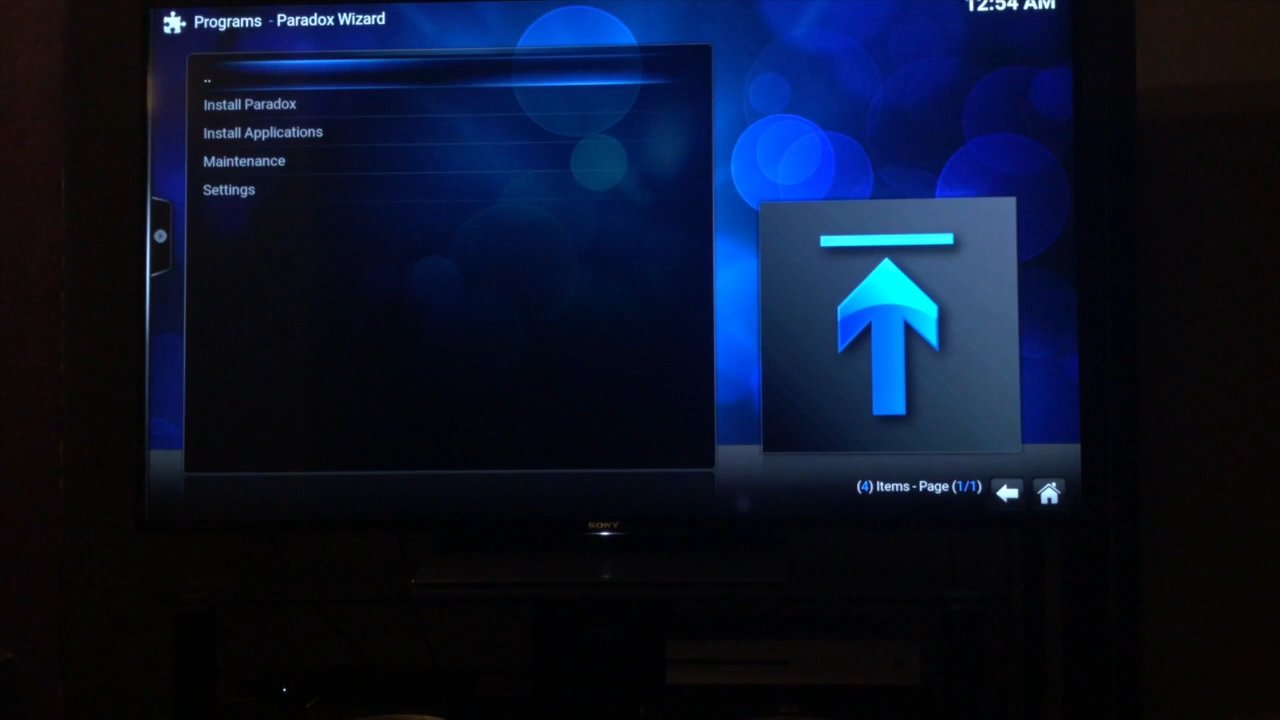 Programs - Paradox Wizard
12:54 AM
..
Install Paradox
Install Applications
Maintenance
Settings
(4) Items - Page (1/1)
SONY